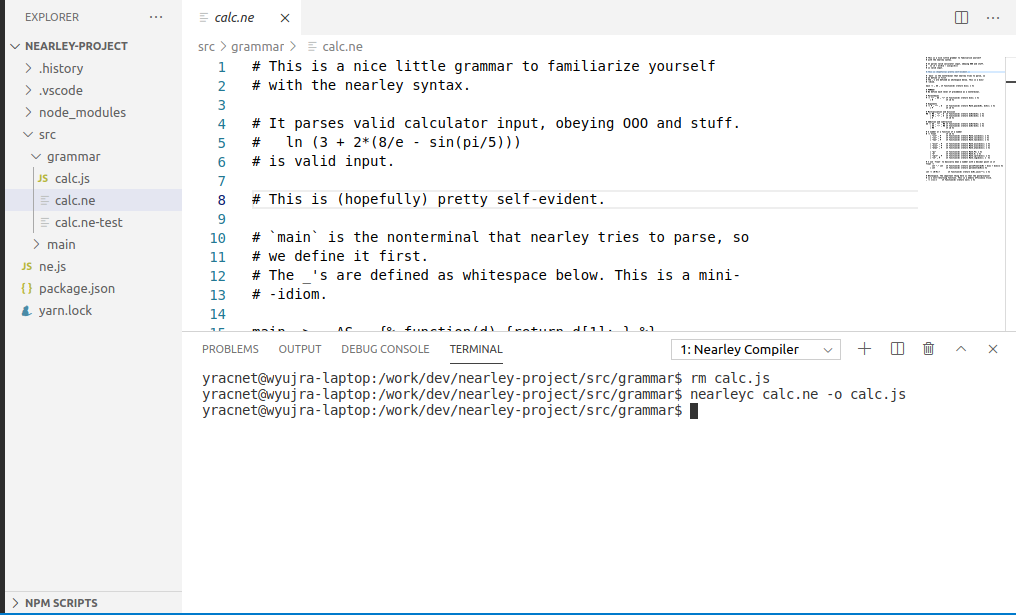 EXPLORER
NEARLEY-PROJECT
.history
.vscode
node_modules
src
grammar
JS calc.js
calc.ne
calc.ne-test
main
JS ne.js
{} package.json
yarn.lock
NPM SCRIPTS
calc.ne
src > grammar > calc.ne
1 # This is a nice little grammar to familiarize yourself
2 # with the nearley syntax.
3
4 # It parses valid calculator input, obeying OOO and stuff.
5 #   ln (3 + 2*(8/e - sin(pi/5)))
6 # is valid input.
7
8 # This is (hopefully) pretty self-evident.
9
10 # `main` is the nonterminal that nearley tries to parse, so
11 # we define it first.
12 # The _'s are defined as whitespace below. This is a mini-
13 # -idiom.
14
15 main -> _ AS _ {% function(d) {return d[1]; } %}
PROBLEMS OUTPUT DEBUG CONSOLE TERMINAL 1: Nearley Compiler
yracnet@wyujra-laptop:/work/dev/nearley-project/src/grammar$ rm calc.js
yracnet@wyujra-laptop:/work/dev/nearley-project/src/grammar$ nearleyc calc.ne -o calc.js
yracnet@wyujra-laptop:/work/dev/nearley-project/src/grammar$